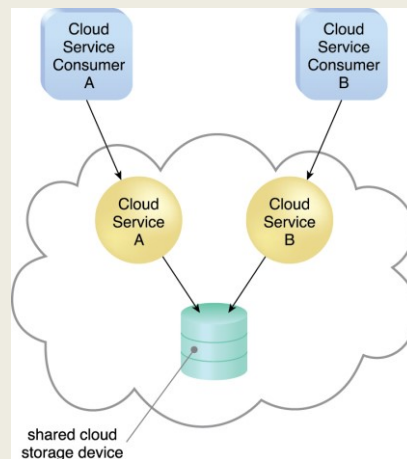 Cloud
Service
Consumer
A
Cloud
Service
Consumer
B
Cloud
Service
A
Cloud
Service
B
shared cloud
storage device